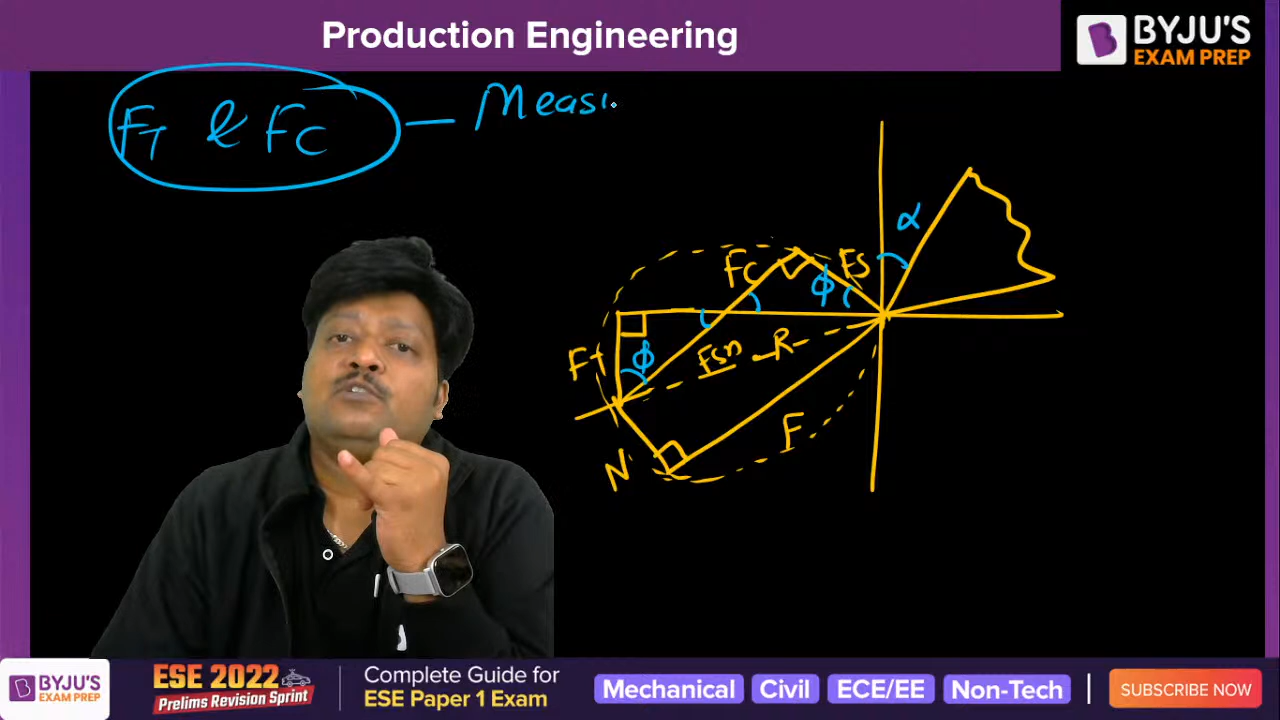 Production Engineering
BYJU'S
EXAM PREP
FT & FC — Measu
α
FC
FS
ϕ
Ft
ϕ
Fsn
R
F
N
BYJU'S
EXAM PREP
ESE 2022
Prelims Revision Sprint
Complete Guide for
ESE Paper 1 Exam
Mechanical
Civil
ECE/EE
Non-Tech
SUBSCRIBE NOW